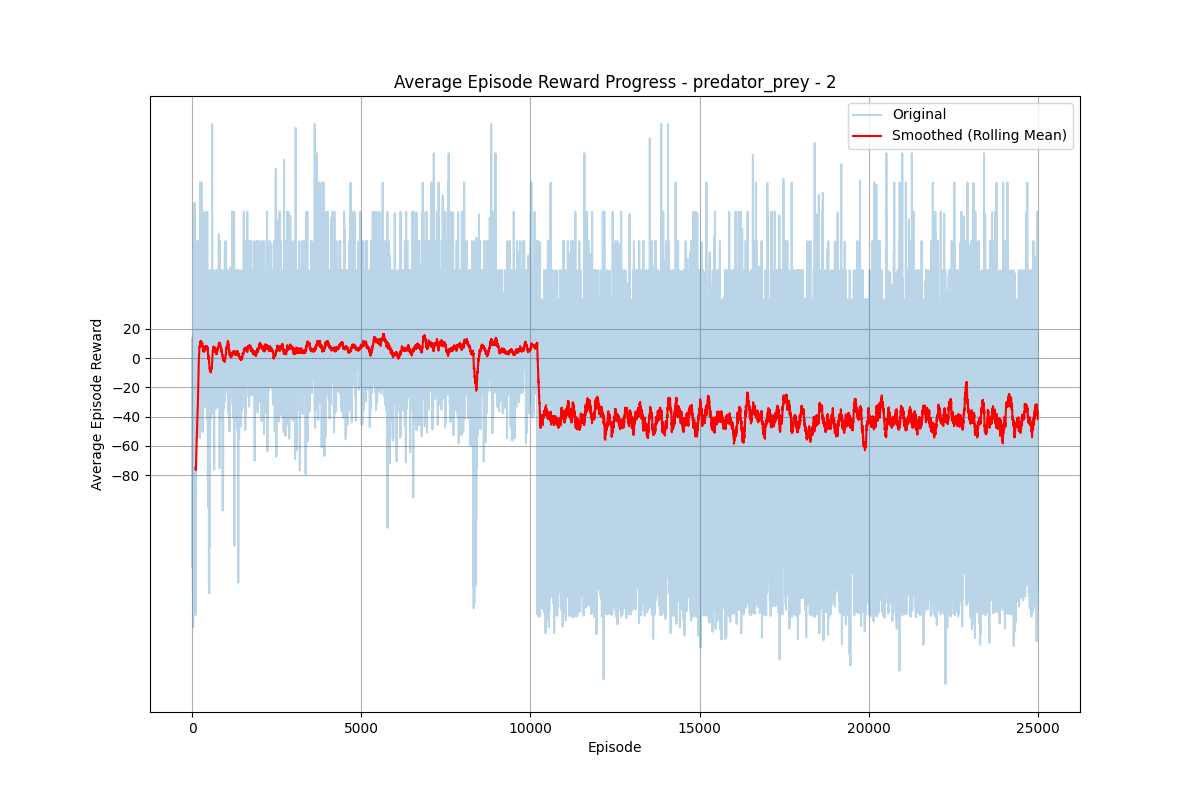 Average Episode Reward Progress - predator_prey - 2
Original
Smoothed (Rolling Mean)
Average Episode Reward
20
0
−20
−40
−60
−80
0
5000
10000
15000
20000
25000
Episode